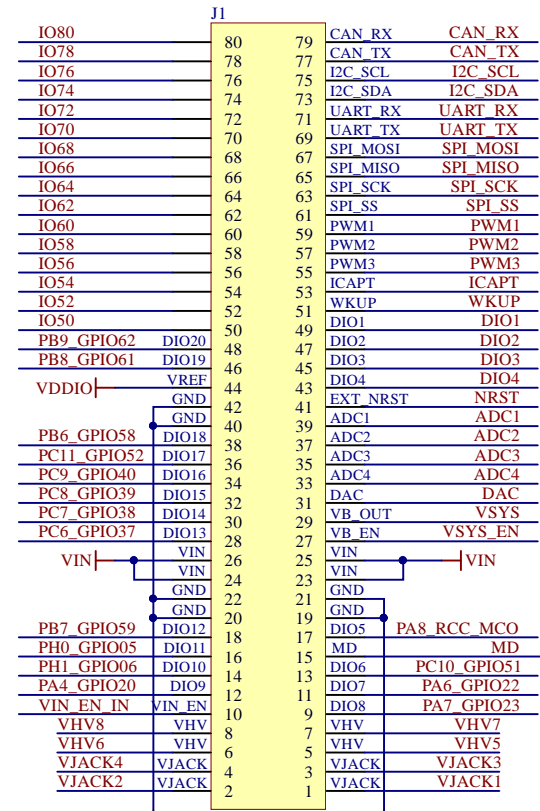 J1
IO80 80 79 CAN_RX CAN_RX
IO78 78 77 CAN_TX CAN_TX
IO76 76 75 I2C_SCL I2C_SCL
IO74 74 73 I2C_SDA I2C_SDA
IO72 72 71 UART_RX UART_RX
IO70 70 69 UART_TX UART_TX
IO68 68 67 SPI_MOSI SPI_MOSI
IO66 66 65 SPI_MISO SPI_MISO
IO64 64 63 SPI_SCK SPI_SCK
IO62 62 61 SPI_SS SPI_SS
IO60 60 59 PWM1 PWM1
IO58 58 57 PWM2 PWM2
IO56 56 55 PWM3 PWM3
IO54 54 53 ICAPT ICAPT
IO52 52 51 WKUP WKUP
IO50 50 49 DIO1 DIO1
PB9_GPIO62 DIO20 48 47 DIO2 DIO2
PB8_GPIO61 DIO19 46 45 DIO3 DIO3
VDDIO VREF 44 43 DIO4 DIO4
GND 42 41 EXT_NRST NRST
GND 40 39 ADC1 ADC1
PB6_GPIO58 DIO18 38 37 ADC2 ADC2
PC11_GPIO52 DIO17 36 35 ADC3 ADC3
PC9_GPIO40 DIO16 34 33 ADC4 ADC4
PC8_GPIO39 DIO15 32 31 DAC DAC
PC7_GPIO38 DIO14 30 29 VB_OUT VSYS
PC6_GPIO37 DIO13 28 27 VB_EN VSYS_EN
VIN VIN 26 25 VIN VIN
VIN 24 23 VIN
GND 22 21 GND
GND 20 19 GND
PB7_GPIO59 DIO12 18 17 DIO5 PA8_RCC_MCO
PH0_GPIO05 DIO11 16 15 MD MD
PH1_GPIO06 DIO10 14 13 DIO6 PC10_GPIO51
PA4_GPIO20 DIO9 12 11 DIO7 PA6_GPIO22
VIN_EN_IN VIN_EN 10 9 DIO8 PA7_GPIO23
VHV8 VHV 8 7 VHV VHV7
VHV6 VHV 6 5 VHV VHV5
VJACK4 VJACK 4 3 VJACK VJACK3
VJACK2 VJACK 2 1 VJACK VJACK1